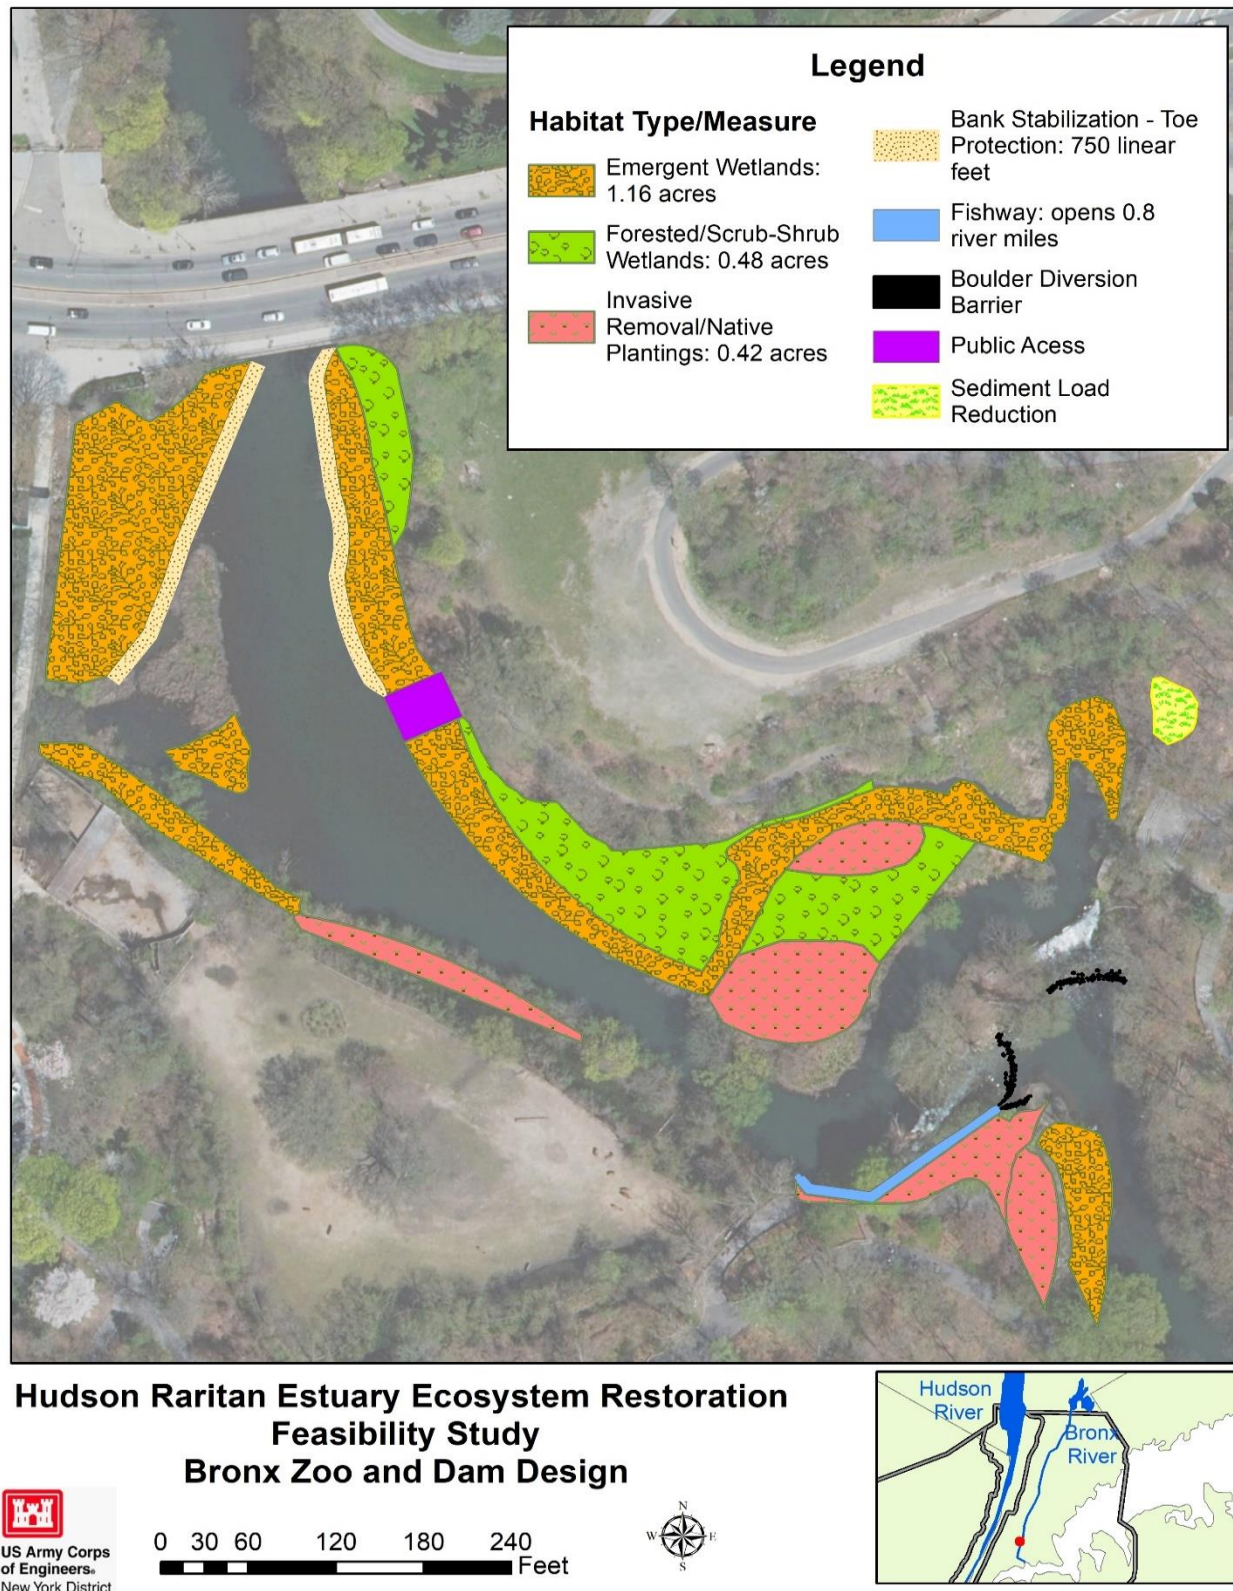 Legend
Habitat Type/Measure
Emergent Wetlands:
1.16 acres
Forested/Scrub-Shrub
Wetlands: 0.48 acres
Invasive
Removal/Native
Plantings: 0.42 acres
Bank Stabilization - Toe
Protection: 750 linear
feet
Fishway: opens 0.8
river miles
Boulder Diversion
Barrier
Public Acess
Sediment Load
Reduction
Hudson Raritan Estuary Ecosystem Restoration
Feasibility Study
Bronx Zoo and Dam Design
US Army Corps
of Engineers®
New York District
0 30 60 120 180 240
Feet
N
W E
S
Hudson
River
Bronx
River